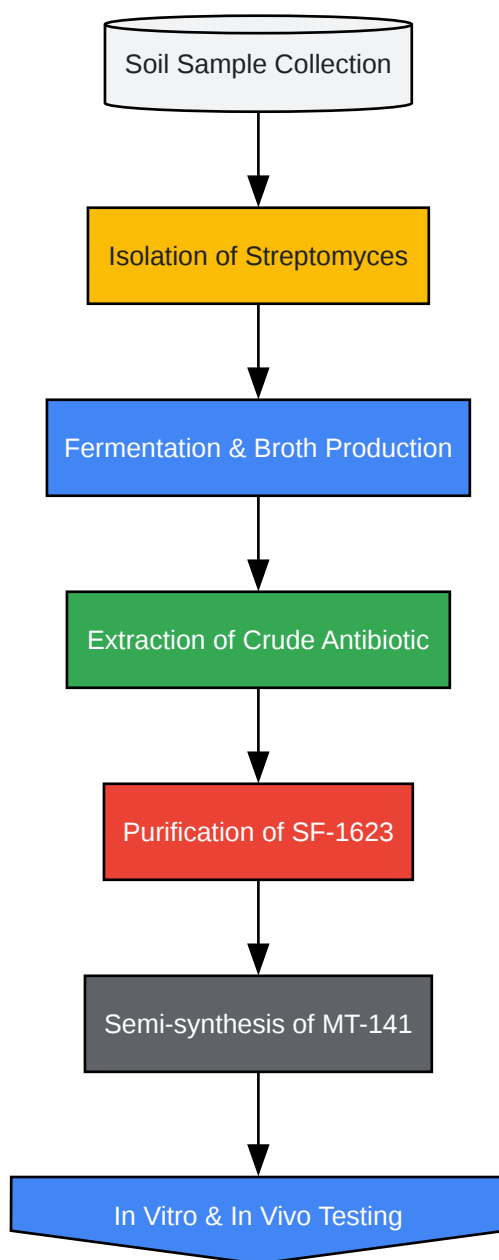 Soil Sample Collection
Isolation of Streptomyces
Fermentation & Broth Production
Extraction of Crude Antibiotic
Purification of SF-1623
Semi-synthesis of MT-141
In Vitro & In Vivo Testing